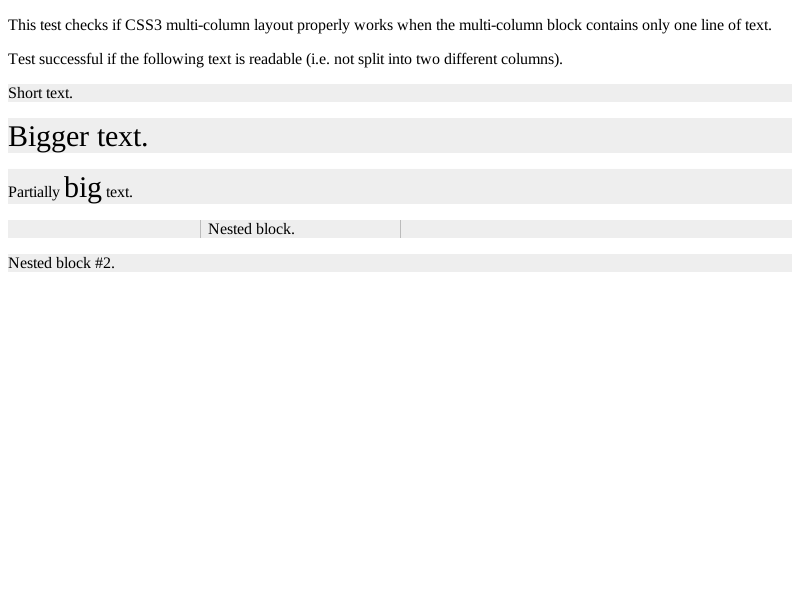 This test checks if CSS3 multi-column layout properly works when the multi-column block contains only one line of text.
Test successful if the following text is readable (i.e. not split into two different columns).
Short text.
Bigger text.
Partially big text.
Nested block.
Nested block #2.